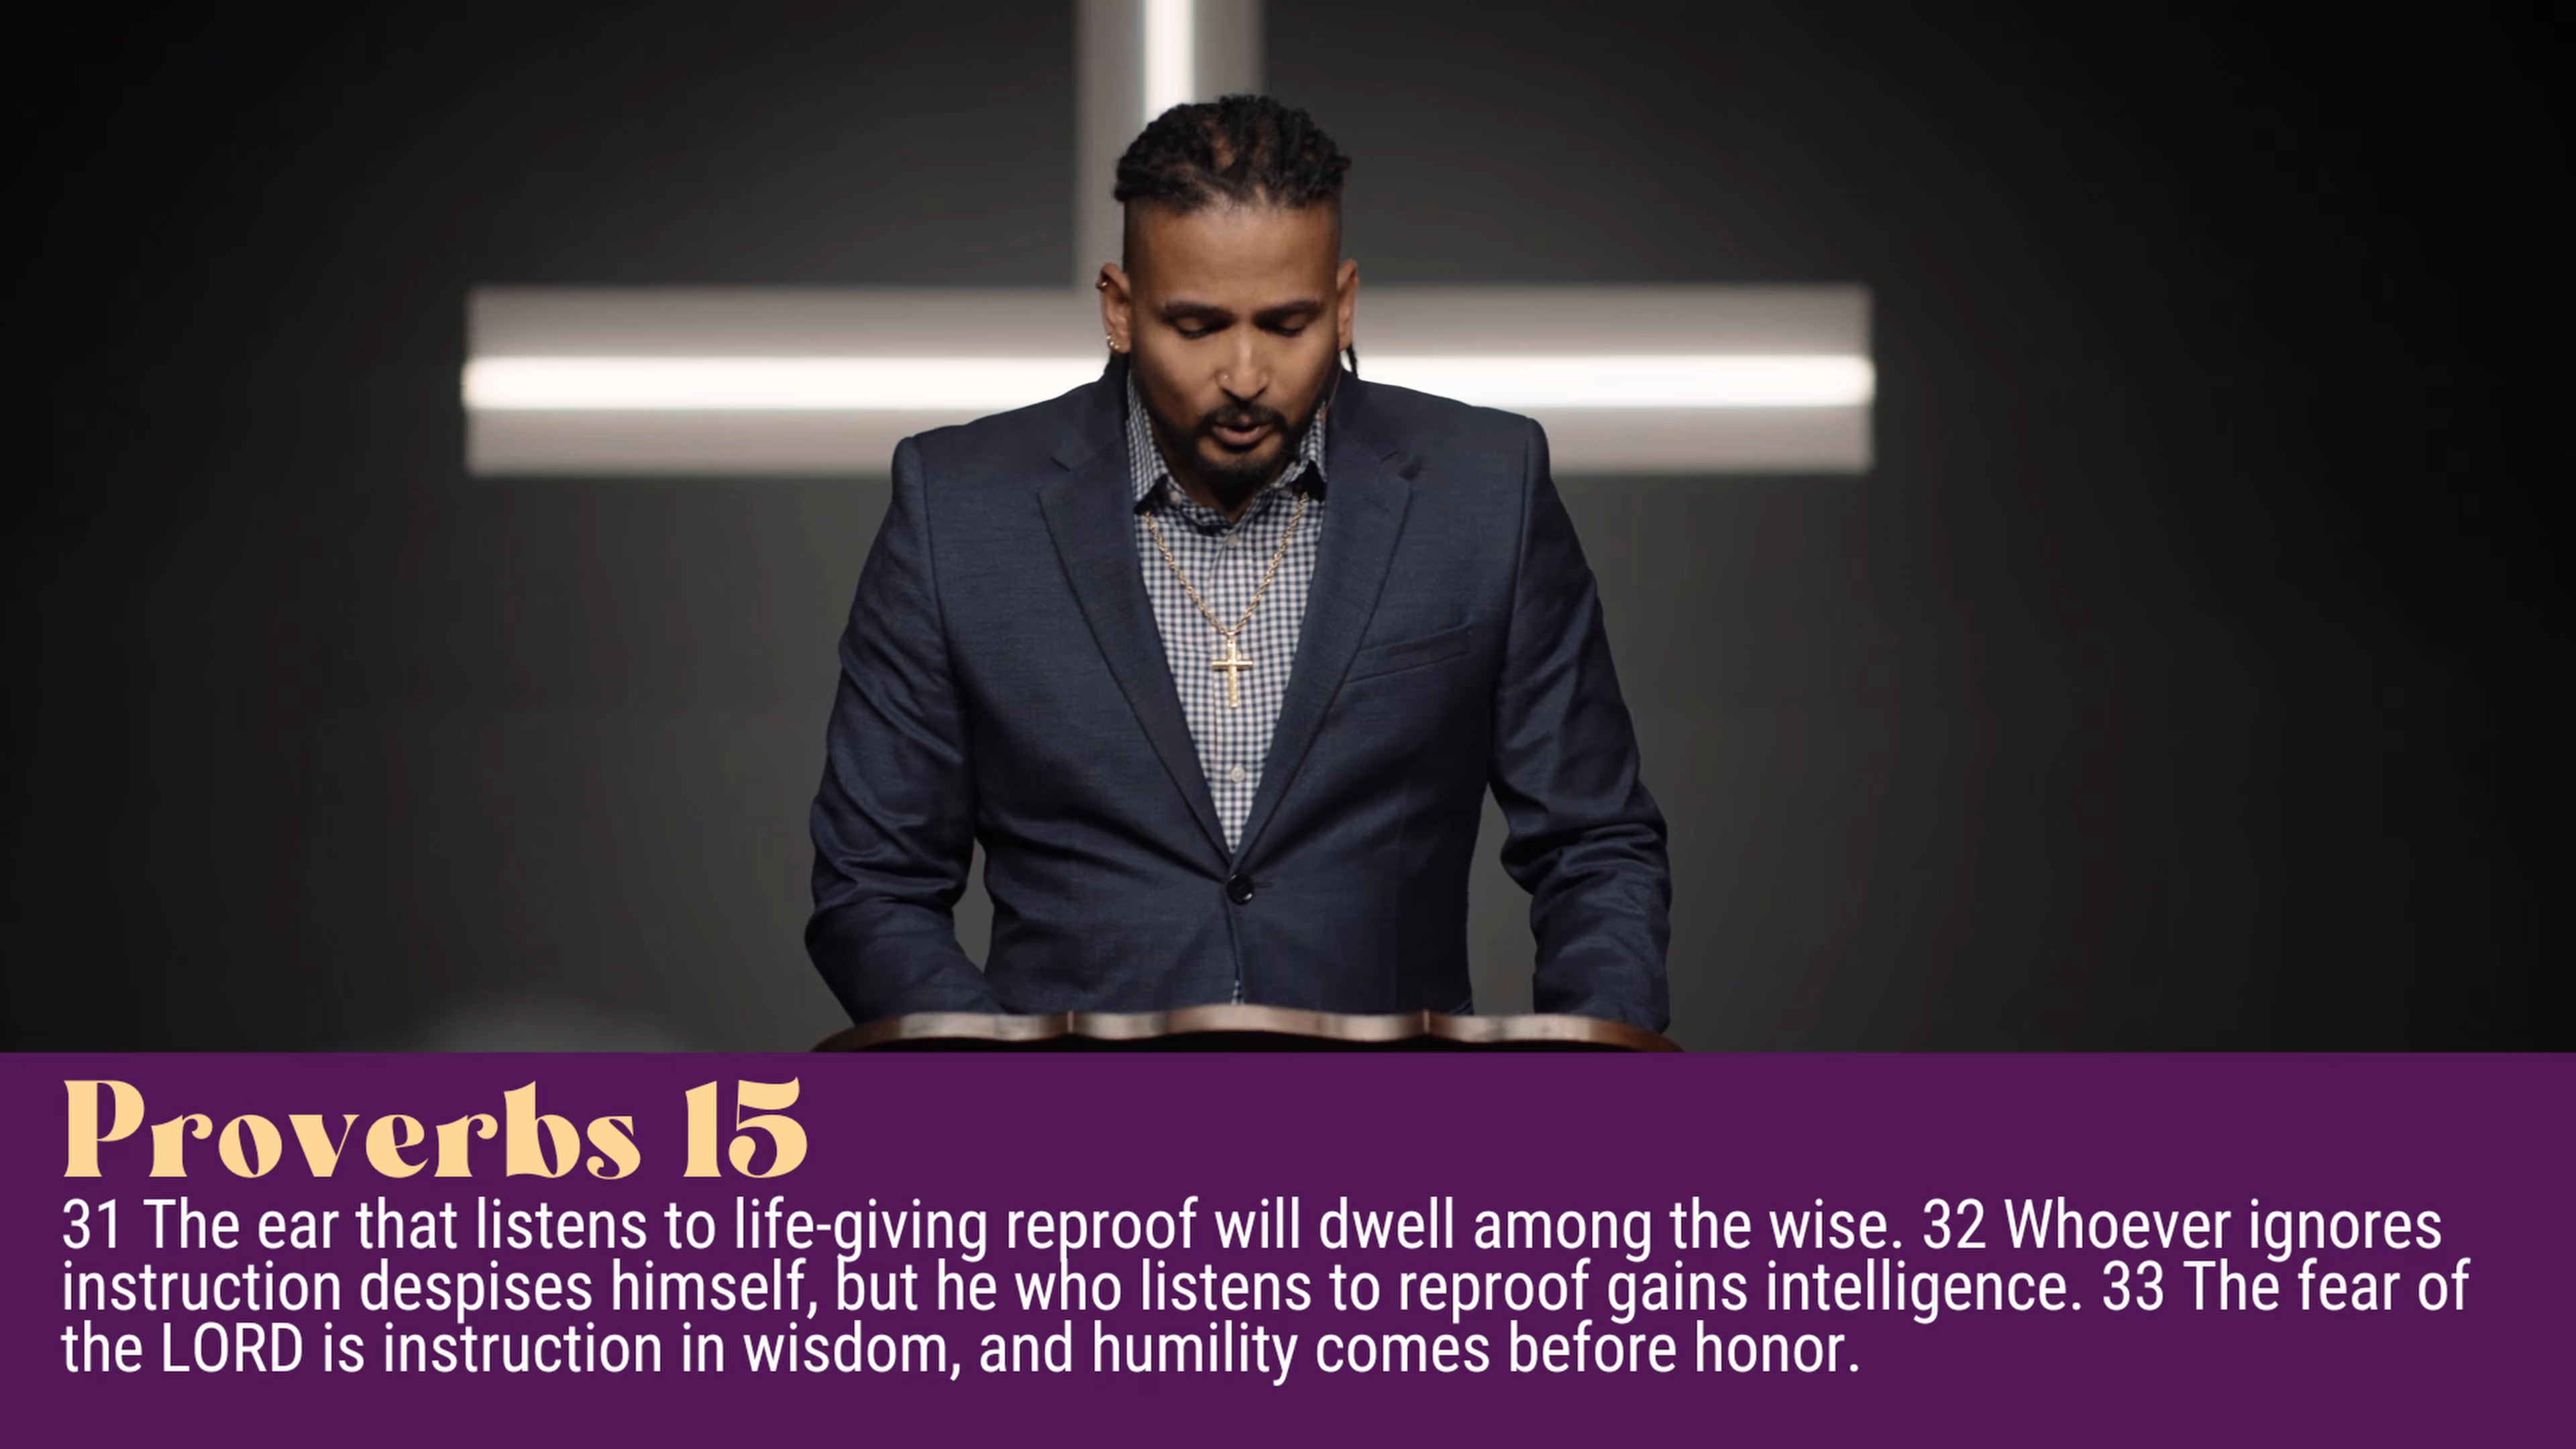 Proverbs 15
31 The ear that listens to life-giving reproof will dwell among the wise. 32 Whoever ignores
instruction despises himself, but he who listens to reproof gains intelligence. 33 The fear of
the LORD is instruction in wisdom, and humility comes before honor.